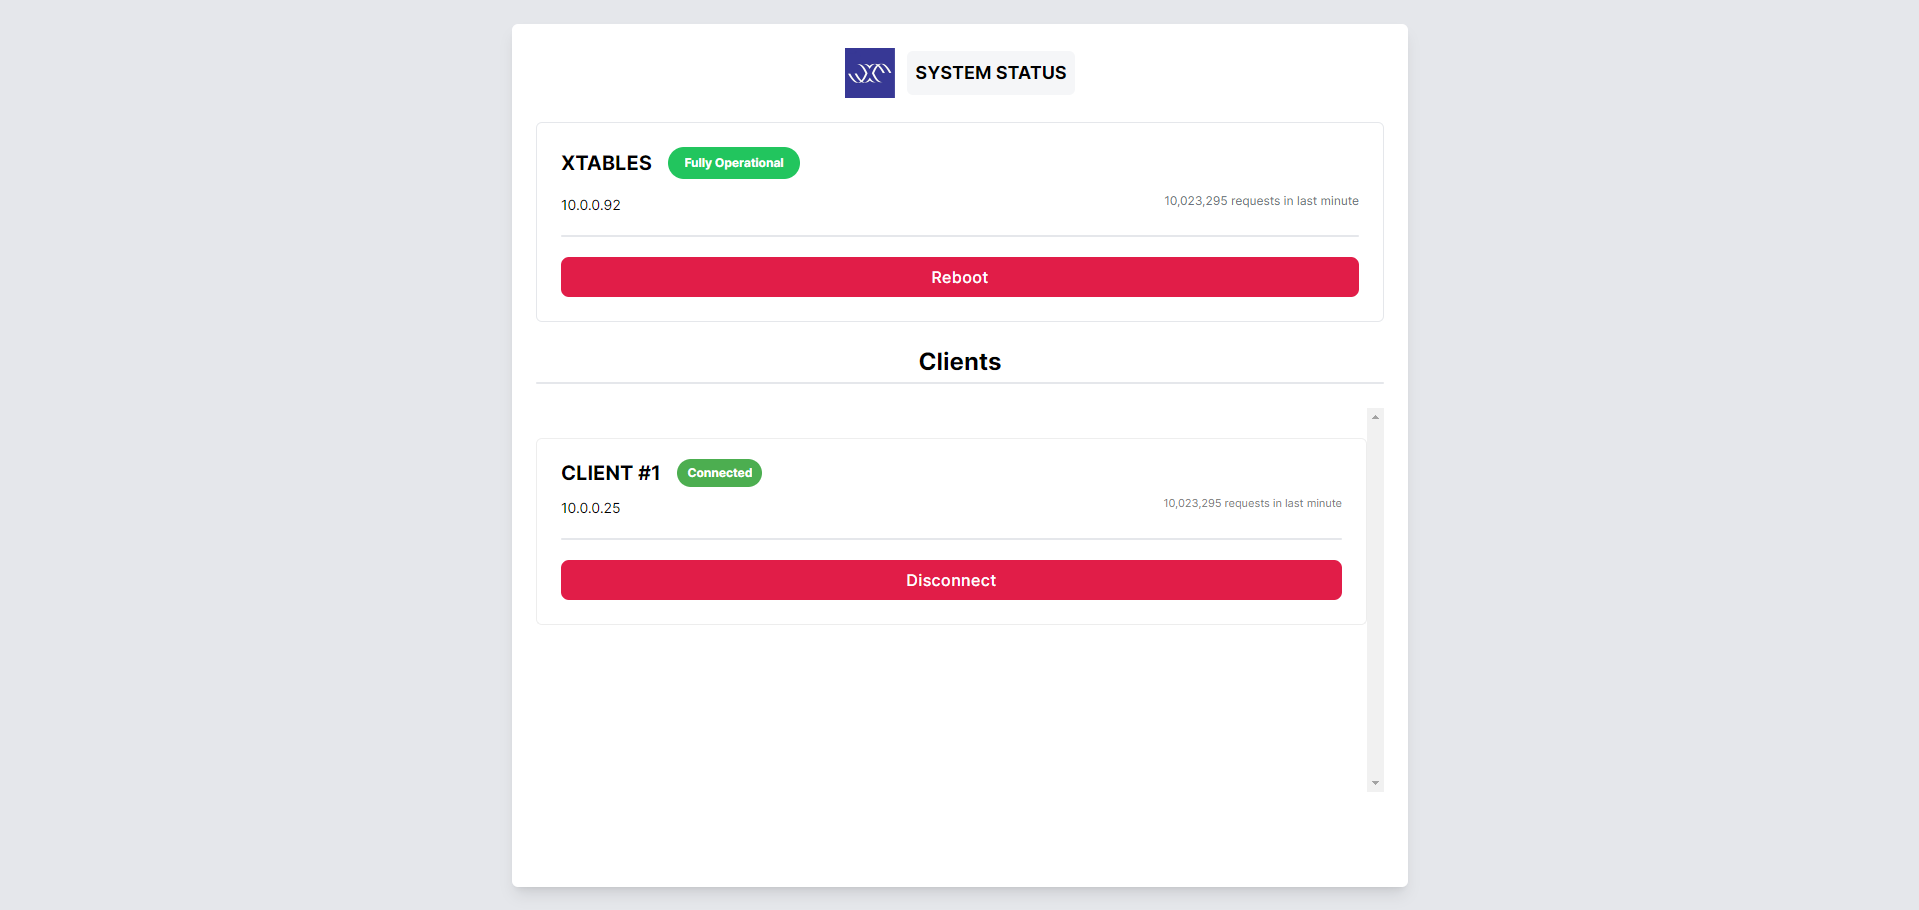 SYSTEM STATUS
XTABLES
Fully Operational
10.0.0.92
10,023,295 requests in last minute
Reboot
Clients
CLIENT #1
Connected
10.0.0.25
10,023,295 requests in last minute
Disconnect